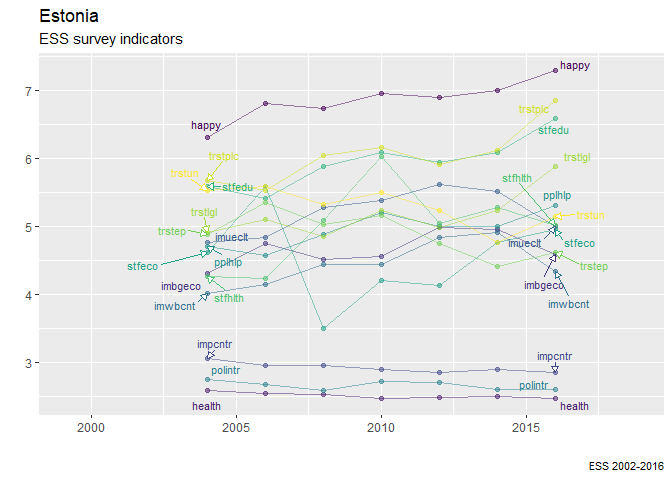 Estonia
ESS survey indicators
7
6
5
4
3
happy
happy
trstplc
trstplc
stfedu
trstun
stfedu
trstlgl
stfhlth
pplhlp
trstlgl
trstun
trstep
imueclt
imueclt
stfeco
stfeco
pplhlp
trstep
imbgeco
imbgeco
stfhlth
imwbcnt
imwbcnt
impcntr
impcntr
polintr
polintr
health
health
2000
2005
2010
2015
ESS 2002-2016